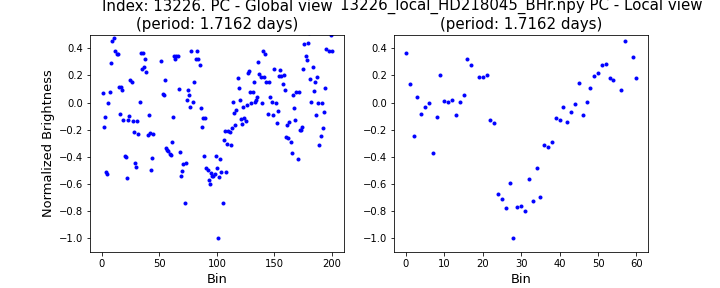 Index: 13226. PC - Global view
(period: 1.7162 days)
13226_local_HD218045_BHr.npy PC - Local view
(period: 1.7162 days)
Normalized Brightness
0.4
0.2
0.0
−0.2
−0.4
−0.6
−0.8
−1.0
0 50 100 150 200
Bin
0.4
0.2
0.0
−0.2
−0.4
−0.6
−0.8
−1.0
0 10 20 30 40 50 60
Bin